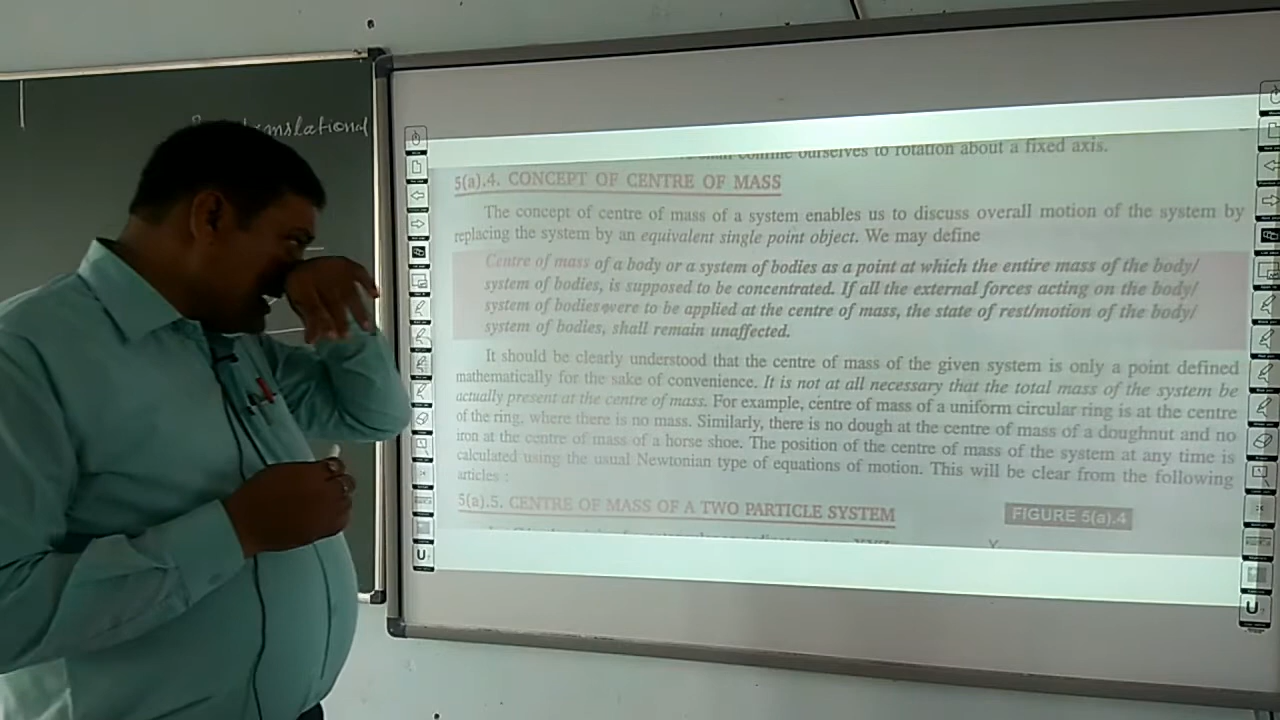 translational
confine ourselves to rotation about a fixed axis.
5(a).4. CONCEPT OF CENTRE OF MASS
The concept of centre of mass of a system enables us to discuss overall motion of the system by
replacing the system by an equivalent single point object. We may define
Centre of mass of a body or a system of bodies as a point at which the entire mass of the body/
system of bodies, is supposed to be concentrated. If all the external forces acting on the body/
system of bodies were to be applied at the centre of mass, the state of rest/motion of the body/
system of bodies, shall remain unaffected.
It should be clearly understood that the centre of mass of the given system is only a point defined
mathematically for the sake of convenience. It is not at all necessary that the total mass of the system be
actually present at the centre of mass. For example, centre of mass of a uniform circular ring is at the centre
of the ring, where there is no mass. Similarly, there is no dough at the centre of mass of a doughnut and no
iron at the centre of mass of a horse shoe. The position of the centre of mass of the system at any time is
calculated using the usual Newtonian type of equations of motion. This will be clear from the following
articles :
5(a).5. CENTRE OF MASS OF A TWO PARTICLE SYSTEM
FIGURE 5(a).4
Y